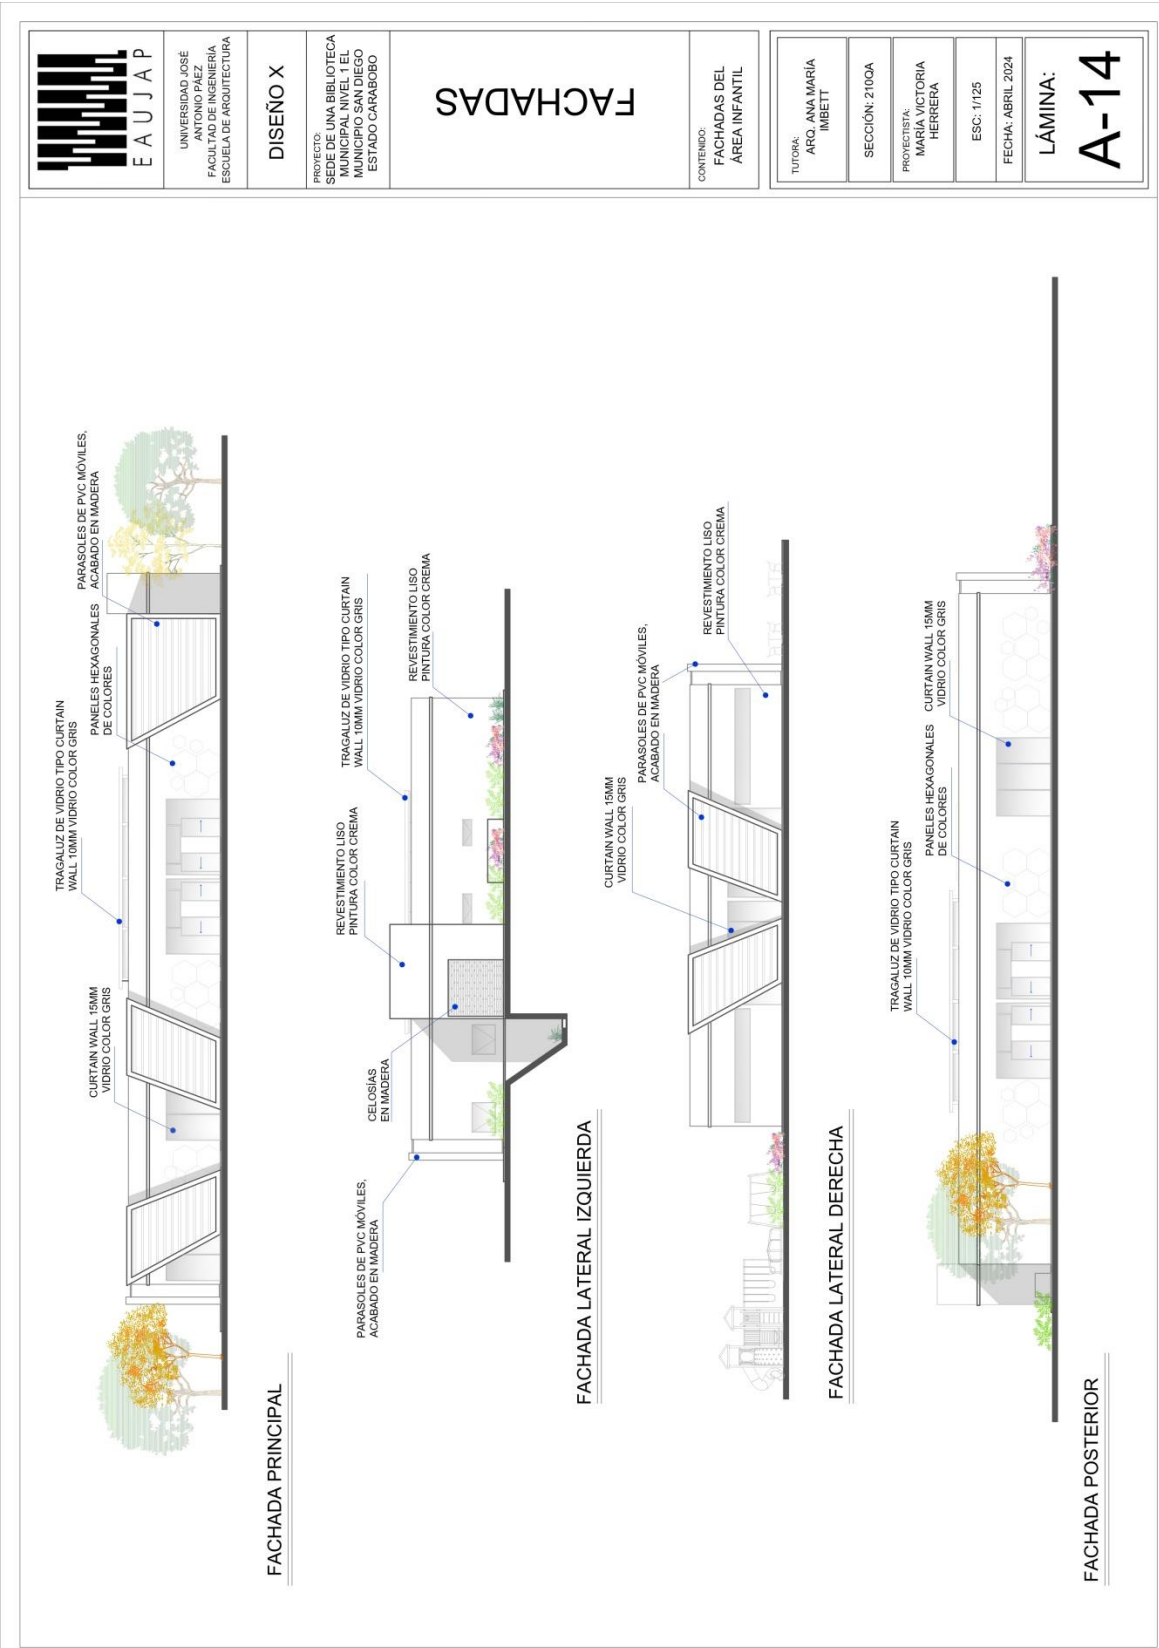 EAUJAP
UNIVERSIDAD JOSÉ
ANTONIO PÁEZ
FACULTAD DE INGENIERÍA
ESCUELA DE ARQUITECTURA
DISEÑO X
PROYECTO:
SEDE DE UNA BIBLIOTECA
MUNICIPAL NIVEL 1 EL
MUNICIPIO SAN DIEGO
ESTADO CARABOBO
FACHADAS
CONTENIDO:
FACHADAS DEL
ÁREA INFANTIL
TUTORA:
ARQ. ANA MARÍA
IMBETT
SECCIÓN: 210QA
PROYECTISTA:
MARÍA VICTORIA
HERRERA
ESC: 1/125
FECHA: ABRIL 2024
LÁMINA:
A-14
CURTAIN WALL 15MM
VIDRIO COLOR GRIS
TRAGALUZ DE VIDRIO TIPO CURTAIN
WALL 10MM VIDRIO COLOR GRIS
PANELES HEXAGONALES
DE COLORES
PARASOLES DE PVC MÓVILES,
ACABADO EN MADERA
FACHADA PRINCIPAL
PARASOLES DE PVC MÓVILES,
ACABADO EN MADERA
CELOSÍAS
EN MADERA
REVESTIMIENTO LISO
PINTURA COLOR CREMA
TRAGALUZ DE VIDRIO TIPO CURTAIN
WALL 10MM VIDRIO COLOR GRIS
REVESTIMIENTO LISO
PINTURA COLOR CREMA
FACHADA LATERAL IZQUIERDA
CURTAIN WALL 15MM
VIDRIO COLOR GRIS
PARASOLES DE PVC MÓVILES,
ACABADO EN MADERA
REVESTIMIENTO LISO
PINTURA COLOR CREMA
FACHADA LATERAL DERECHA
TRAGALUZ DE VIDRIO TIPO CURTAIN
WALL 10MM VIDRIO COLOR GRIS
PANELES HEXAGONALES
DE COLORES
CURTAIN WALL 15MM
VIDRIO COLOR GRIS
FACHADA POSTERIOR